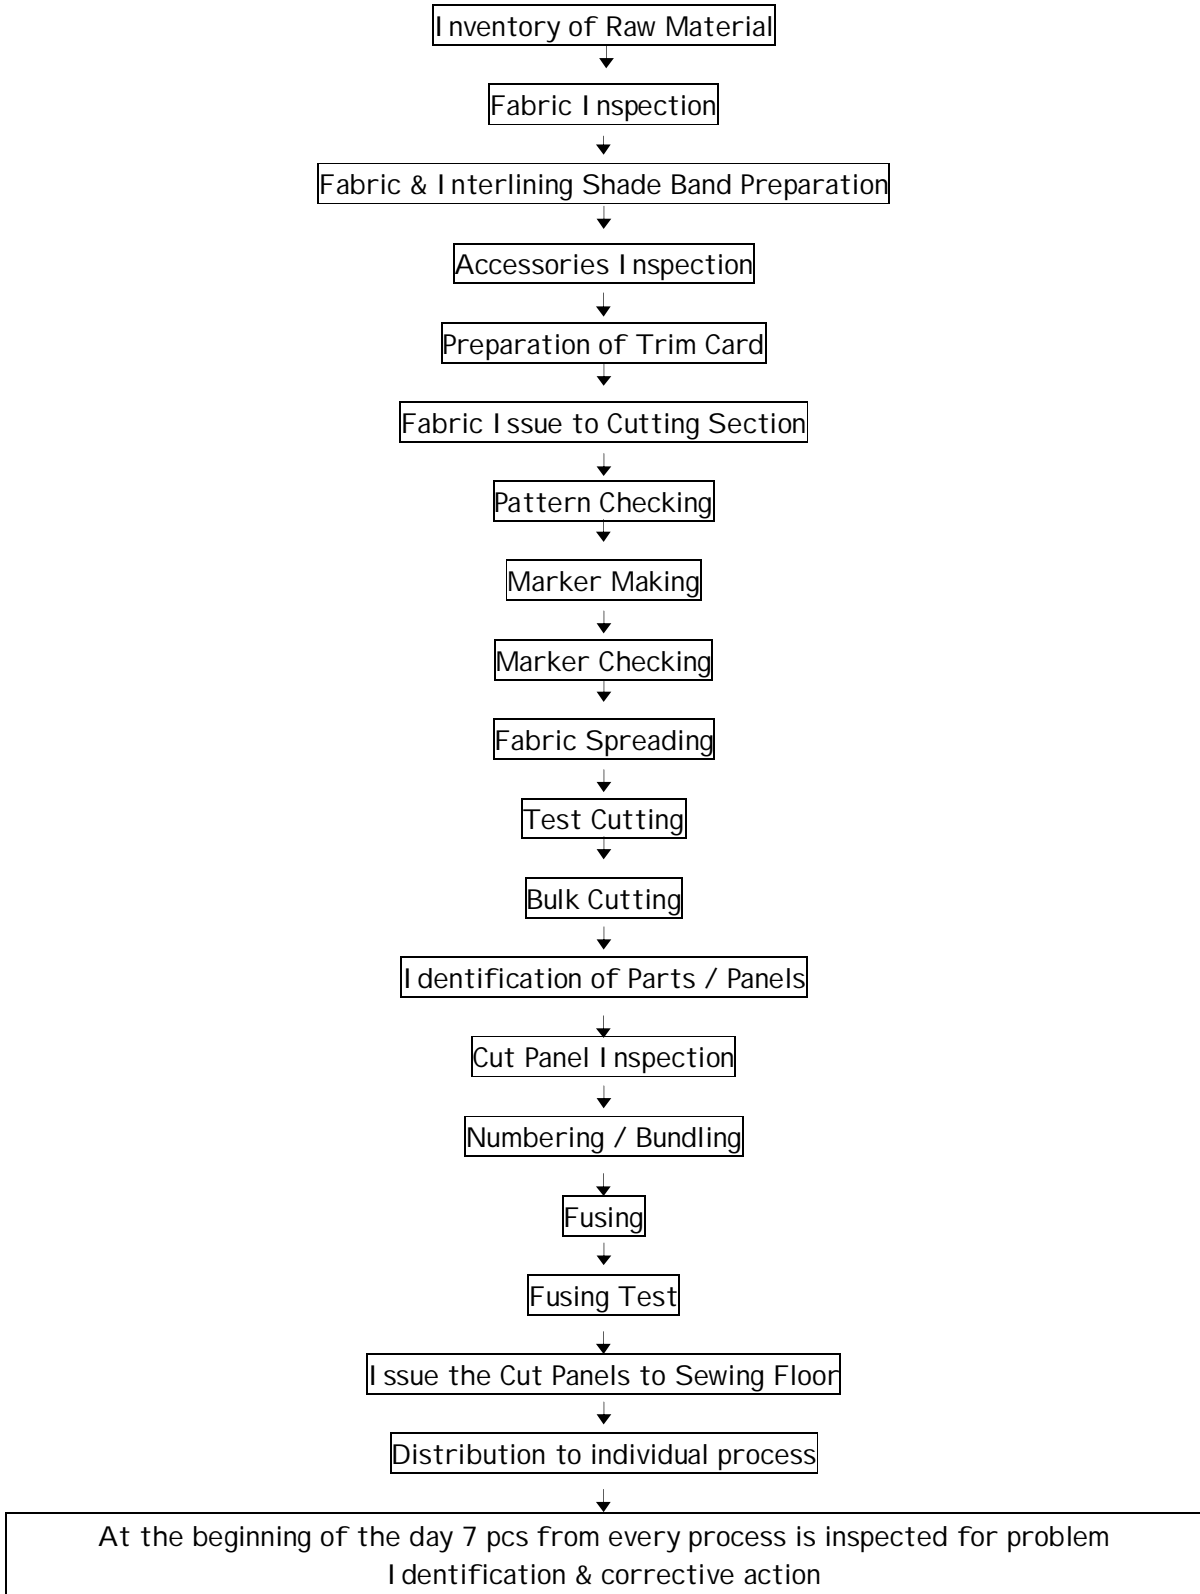 Inventory of Raw Material
Fabric Inspection
Fabric & Interlining Shade Band Preparation
Accessories Inspection
Preparation of Trim Card
Fabric Issue to Cutting Section
Pattern Checking
Marker Making
Marker Checking
Fabric Spreading
Test Cutting
Bulk Cutting
Identification of Parts / Panels
Cut Panel Inspection
Numbering / Bundling
Fusing
Fusing Test
Issue the Cut Panels to Sewing Floor
Distribution to individual process
At the beginning of the day 7 pcs from every process is inspected for problem
Identification & corrective action